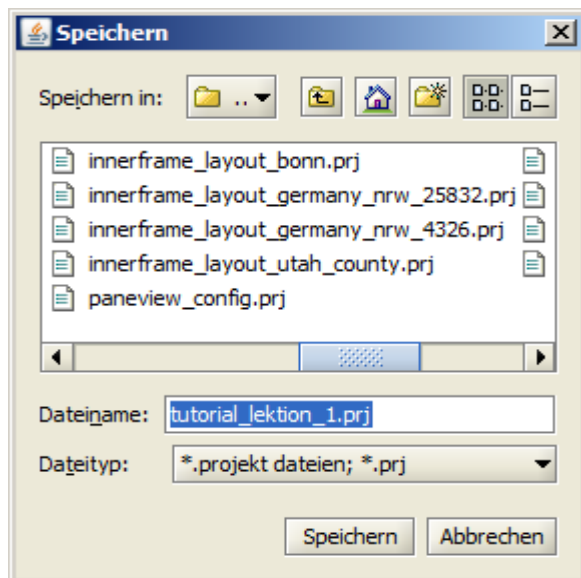 Speichern
Speichern in:
..
innerframe_layout_bonn.prj
innerframe_layout_germany_nrw_25832.prj
innerframe_layout_germany_nrw_4326.prj
innerframe_layout_utah_county.prj
paneview_config.prj
Dateiname: tutorial_lektion_1.prj
Dateityp: *.projekt dateien; *.prj
Speichern Abbrechen